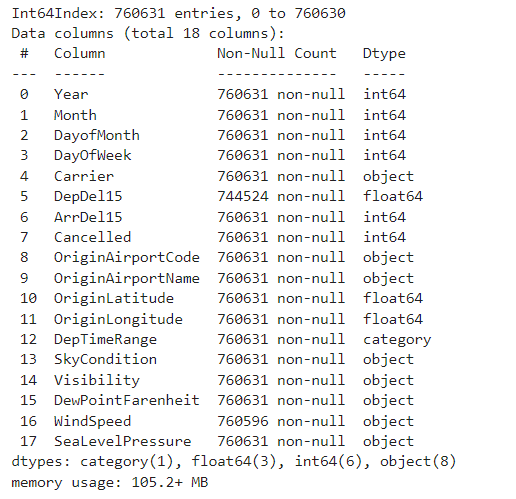 Int64Index: 760631 entries, 0 to 760630
Data columns (total 18 columns):
 #   Column             Non-Null Count   Dtype
---  ------             --------------   -----
 0   Year               760631 non-null  int64
 1   Month              760631 non-null  int64
 2   DayofMonth         760631 non-null  int64
 3   DayOfWeek          760631 non-null  int64
 4   Carrier            760631 non-null  object
 5   DepDel15           744524 non-null  float64
 6   ArrDel15           760631 non-null  int64
 7   Cancelled          760631 non-null  int64
 8   OriginAirportCode  760631 non-null  object
 9   OriginAirportName  760631 non-null  object
 10  OriginLatitude     760631 non-null  float64
 11  OriginLongitude    760631 non-null  float64
 12  DepTimeRange       760631 non-null  category
 13  SkyCondition       760631 non-null  object
 14  Visibility         760631 non-null  object
 15  DewPointFarenheit  760631 non-null  object
 16  WindSpeed          760596 non-null  object
 17  SeaLevelPressure   760631 non-null  object
dtypes: category(1), float64(3), int64(6), object(8)
memory usage: 105.2+ MB